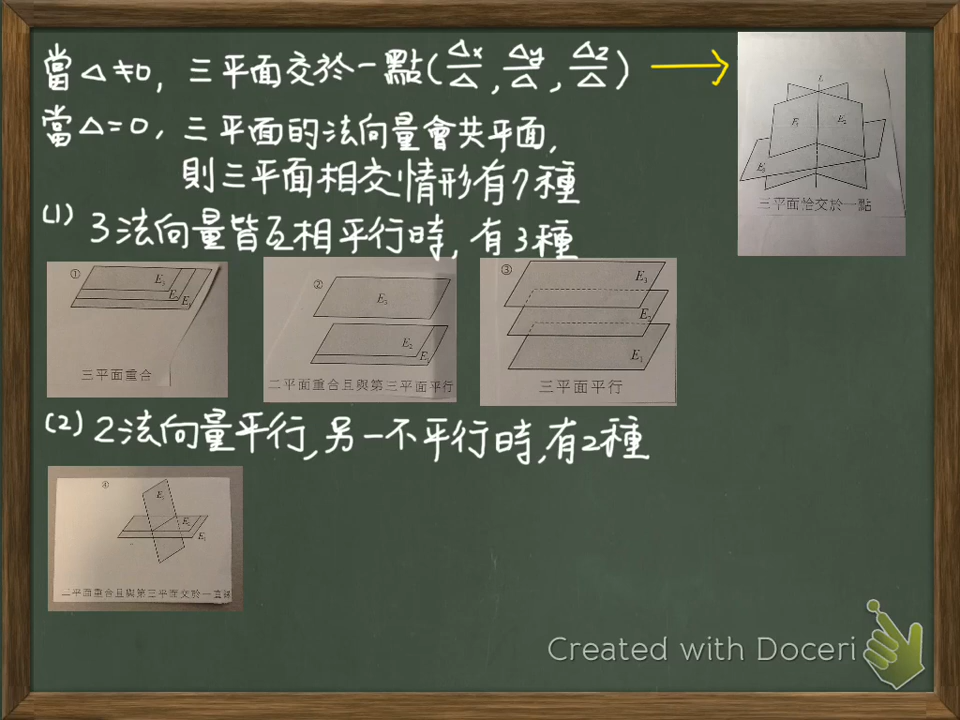 當△≠0, 三平面交於一點(△x/△, △y/△, △z/△)
當△=0, 三平面的法向量會共平面,
則三平面相交情形有7種
L
E₁ E₂
E₃
三平面恰交於一點
(1) 3法向量皆互相平行時, 有3種
① E₃ E₂ E₁
三平面重合
② E₃
E₂ E₁
二平面重合且與第三平面平行
③ E₃
E₂
E₁
三平面平行
(2) 2法向量平行, 另一不平行時, 有2種
④
二平面重合且與第三平面交於一直線
Created with Doceri